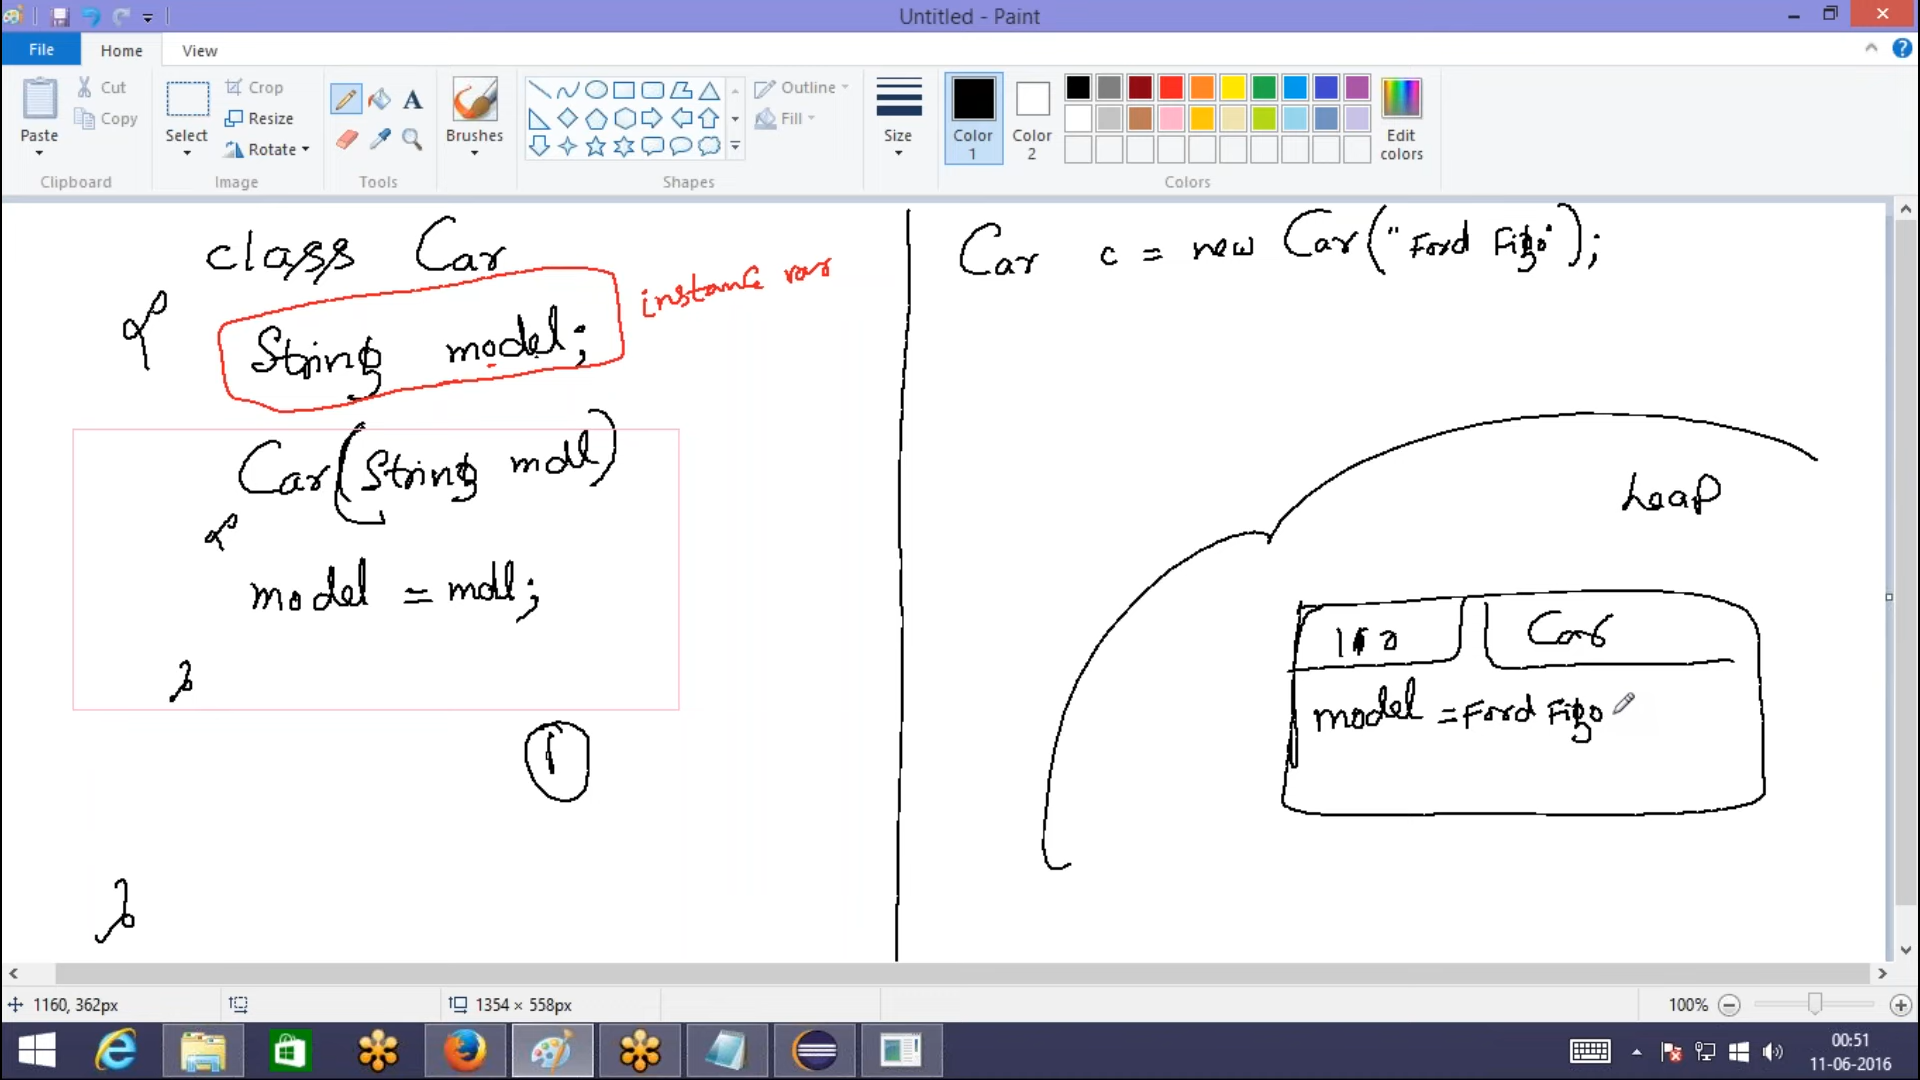 Untitled - Paint
File Home View
Paste
Cut
Copy
Clipboard
Select
Crop
Resize
Rotate
Image
A
Tools
Brushes
Shapes
Outline
Fill
Size
Color
1
Color
2
Edit
colors
Colors
class Car
{
String model;
instance var
Car(String mdl)
{
model = mdl;
}
1
}
Car c = new Car("Ford Figo");
heap
Car
model = Ford Figo
1160, 362px
1354 × 558px
100%
00:51
11-06-2016